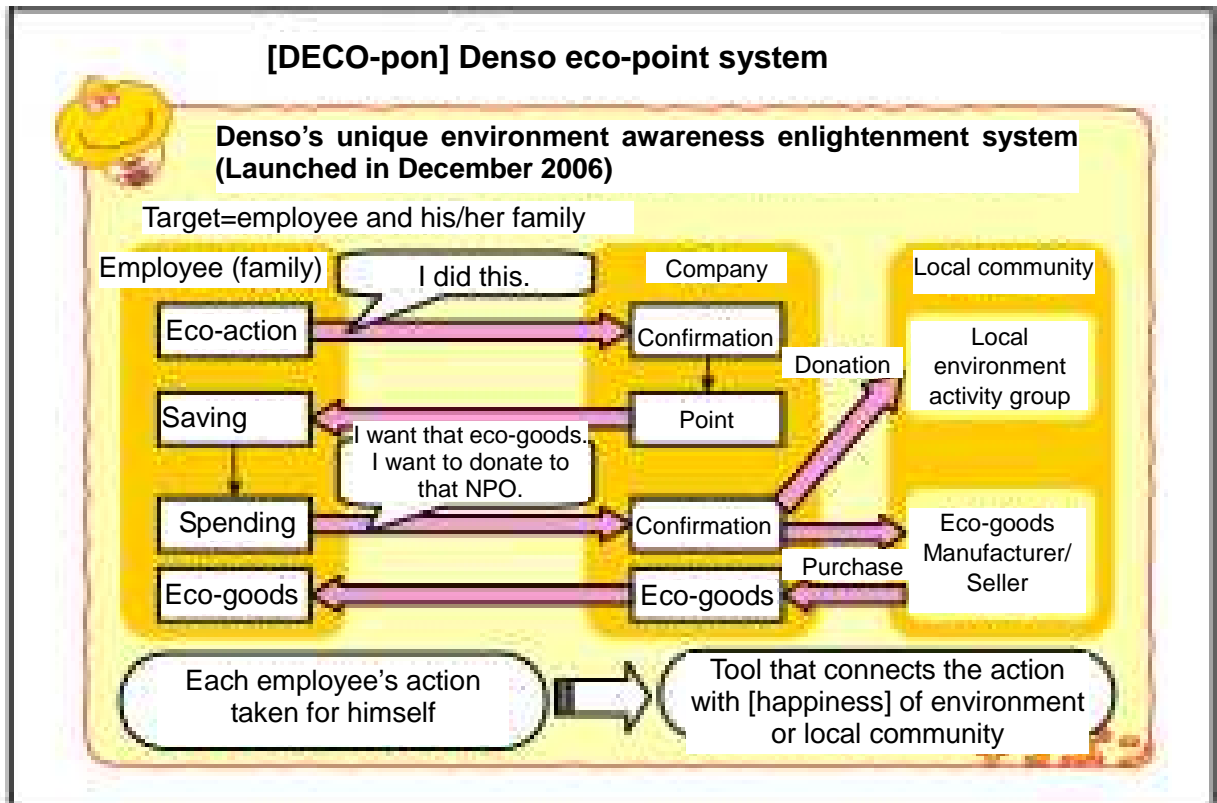 [DECO-pon] Denso eco-point system
Denso's unique environment awareness enlightenment system
(Launched in December 2006)
Target=employee and his/her family
Employee (family)
I did this.
Company
Local community
Eco-action
Confirmation
Local
environment
activity group
Donation
Saving
Point
I want that eco-goods.
I want to donate to
that NPO.
Spending
Confirmation
Eco-goods
Manufacturer/
Seller
Purchase
Eco-goods
Eco-goods
Each employee's action
taken for himself
Tool that connects the action
with [happiness] of environment
or local community